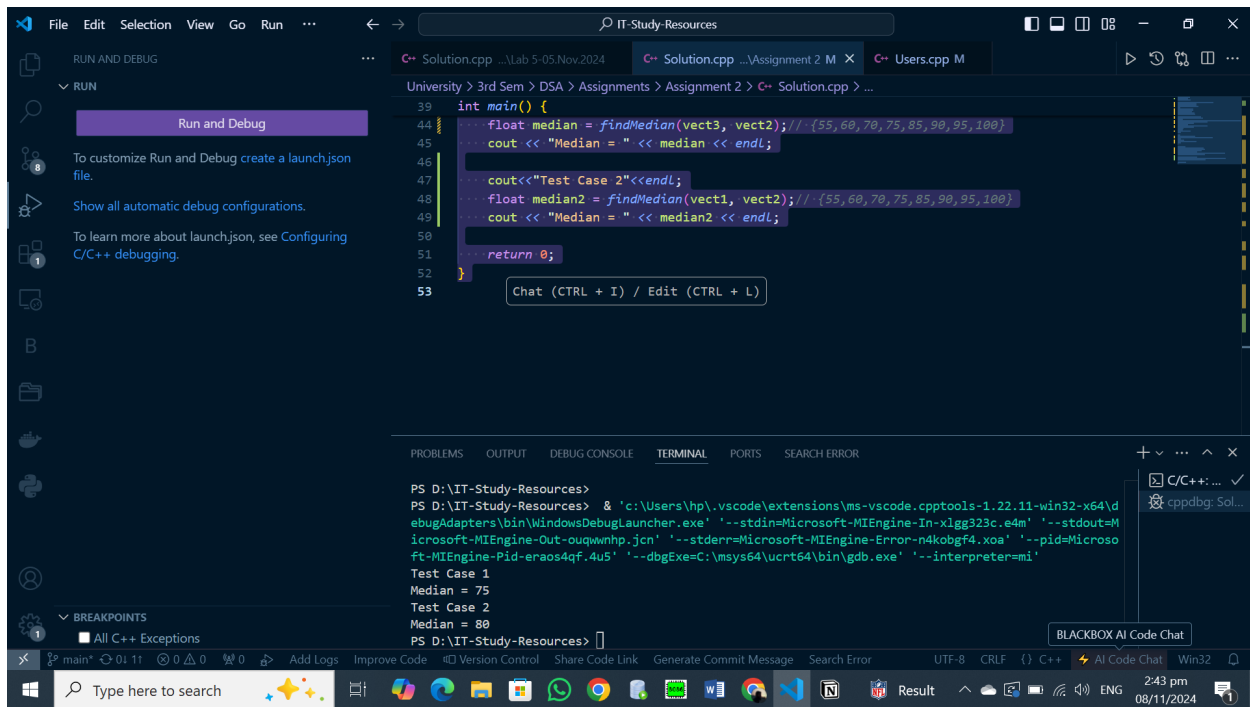 File Edit Selection View Go Run ··· IT-Study-Resources
RUN AND DEBUG ···
RUN
Run and Debug
To customize Run and Debug create a launch.json
file.
Show all automatic debug configurations.
To learn more about launch.json, see Configuring
C/C++ debugging.
8
1
B
1
BREAKPOINTS
All C++ Exceptions
C++ Solution.cpp ...\Lab 5-05.Nov.2024 C++ Solution.cpp ...\Assignment 2 M C++ Users.cpp M
University > 3rd Sem > DSA > Assignments > Assignment 2 > C++ Solution.cpp > ...
39 int main() {
44 float median = findMedian(vect3, vect2);// {55,60,70,75,85,90,95,100}
45 cout << "Median = " << median << endl;
46
47 cout<<"Test Case 2"<<endl;
48 float median2 = findMedian(vect1, vect2);// {55,60,70,75,85,90,95,100}
49 cout << "Median = " << median2 << endl;
50
51 return 0;
52 }
53
Chat (CTRL + I) / Edit (CTRL + L)
PROBLEMS OUTPUT DEBUG CONSOLE TERMINAL PORTS SEARCH ERROR
PS D:\IT-Study-Resources>
PS D:\IT-Study-Resources> & 'c:\Users\hp\.vscode\extensions\ms-vscode.cpptools-1.22.11-win32-x64\d
ebugAdapters\bin\WindowsDebugLauncher.exe' '--stdin=Microsoft-MIEngine-In-xlgg323c.e4m' '--stdout=M
icrosoft-MIEngine-Out-ouqwwnhp.jcn' '--stderr=Microsoft-MIEngine-Error-n4kobgf4.xoa' '--pid=Microso
ft-MIEngine-Pid-eraos4qf.4u5' '--dbgExe=C:\msys64\ucrt64\bin\gdb.exe' '--interpreter=mi'
Test Case 1
Median = 75
Test Case 2
Median = 80
PS D:\IT-Study-Resources>
C/C++: ...
cppdbg: Sol...
BLACKBOX AI Code Chat
main* 0↓ 1↑ 0 0 0 Add Logs Improve Code Version Control Share Code Link Generate Commit Message Search Error UTF-8 CRLF {} C++ AI Code Chat Win32
Type here to search Result ENG 2:43 pm
08/11/2024
1